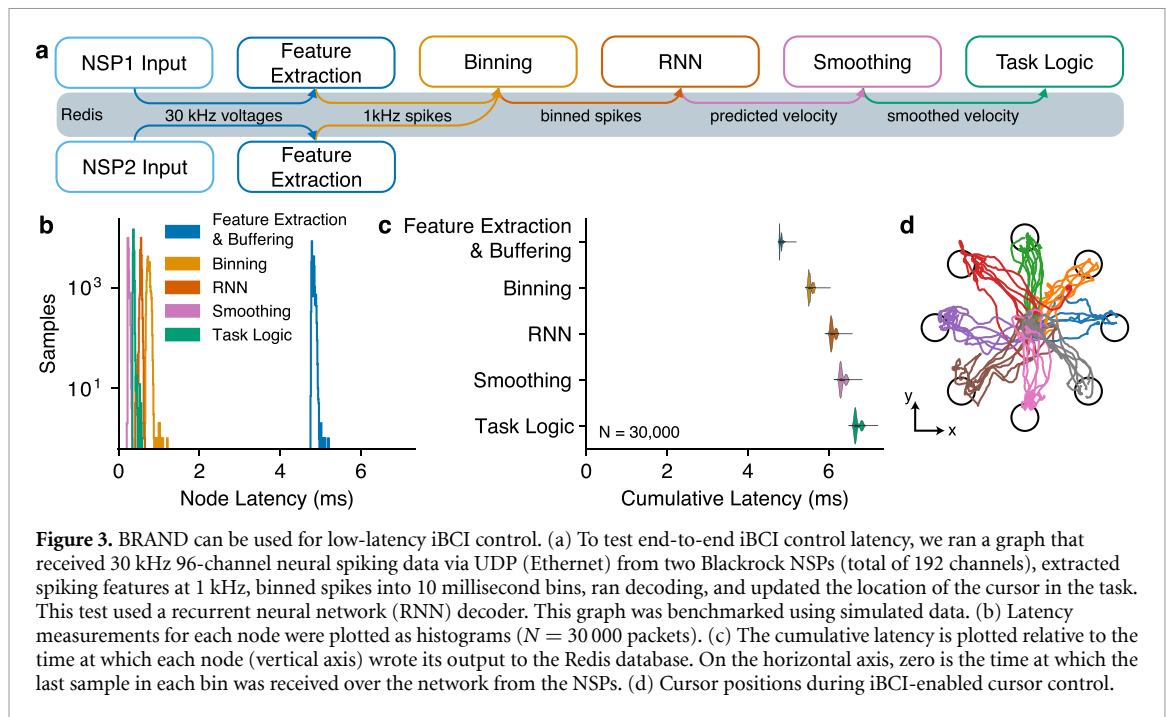 a
NSP1 Input
Feature
Extraction
Binning
RNN
Smoothing
Task Logic
Redis
30 kHz voltages
1kHz spikes
binned spikes
predicted velocity
smoothed velocity
NSP2 Input
Feature
Extraction
b
Samples
10³
10¹
Feature Extraction
& Buffering
Binning
RNN
Smoothing
Task Logic
0
2
4
6
Node Latency (ms)
c
Feature Extraction
& Buffering
Binning
RNN
Smoothing
Task Logic
N = 30,000
0
2
4
6
Cumulative Latency (ms)
d
y
x
Figure 3. BRAND can be used for low-latency iBCI control. (a) To test end-to-end iBCI control latency, we ran a graph that
received 30 kHz 96-channel neural spiking data via UDP (Ethernet) from two Blackrock NSPs (total of 192 channels), extracted
spiking features at 1 kHz, binned spikes into 10 millisecond bins, ran decoding, and updated the location of the cursor in the task.
This test used a recurrent neural network (RNN) decoder. This graph was benchmarked using simulated data. (b) Latency
measurements for each node were plotted as histograms (N = 30 000 packets). (c) The cumulative latency is plotted relative to the
time at which each node (vertical axis) wrote its output to the Redis database. On the horizontal axis, zero is the time at which the
last sample in each bin was received over the network from the NSPs. (d) Cursor positions during iBCI-enabled cursor control.